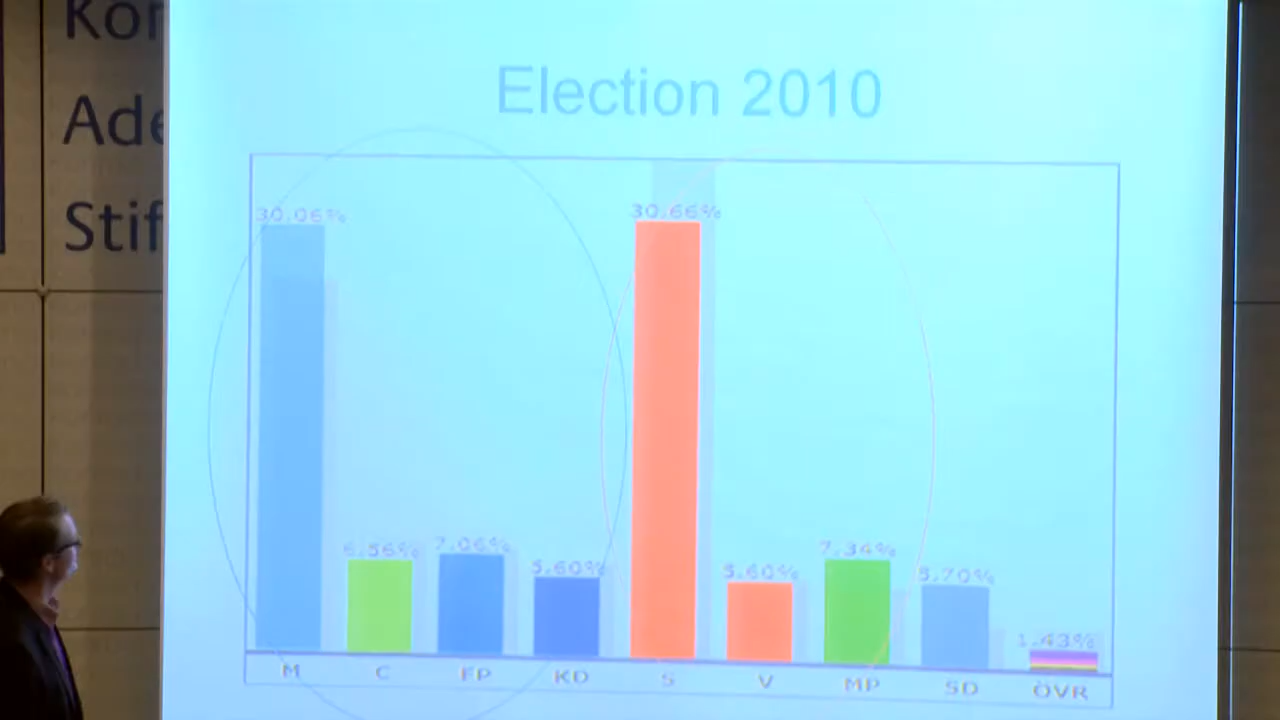 Kor
Ade
Stif
Election 2010
30.06%
30.66%
6.56%
7.06%
5.60%
5.60%
7.34%
5.70%
1.43%
M C FP KD S V MP SD ÖVR